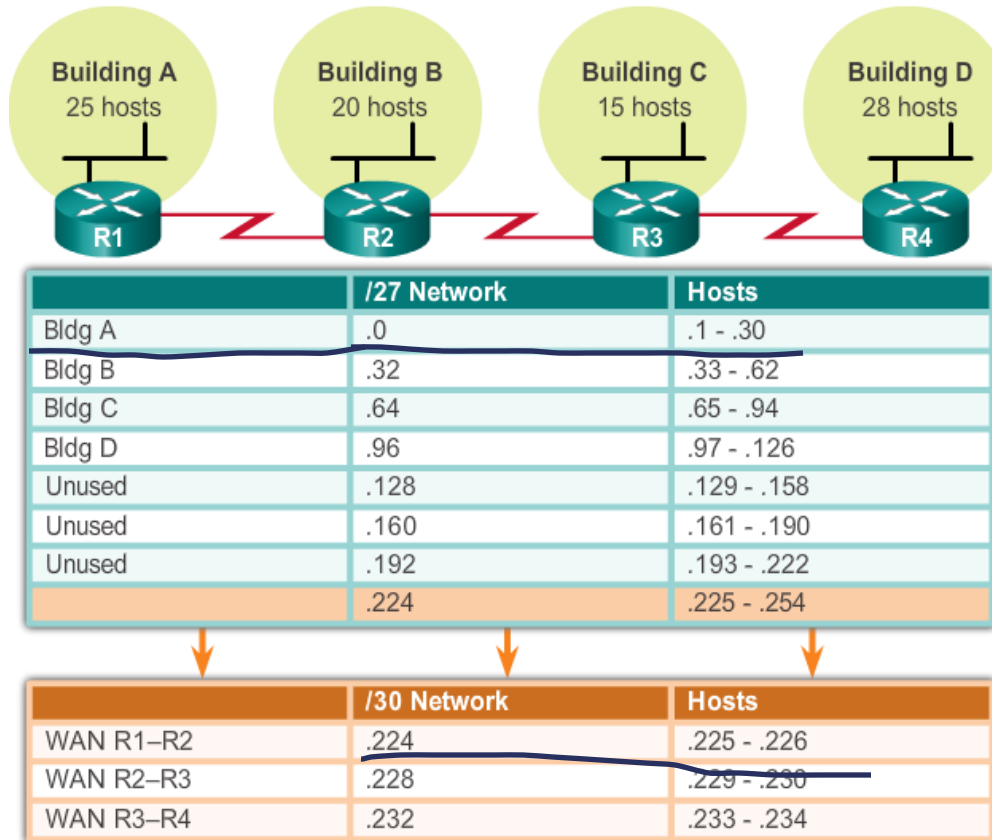 Building A Building B Building C Building D
25 hosts 20 hosts 15 hosts 28 hosts
R1 R2 R3 R4
/27 Network Hosts
Bldg A .0 .1 - .30
Bldg B .32 .33 - .62
Bldg C .64 .65 - .94
Bldg D .96 .97 - .126
Unused .128 .129 - .158
Unused .160 .161 - .190
Unused .192 .193 - .222
.224 .225 - .254
/30 Network Hosts
WAN R1–R2 .224 .225 - .226
WAN R2–R3 .228 .229 - .230
WAN R3–R4 .232 .233 - .234